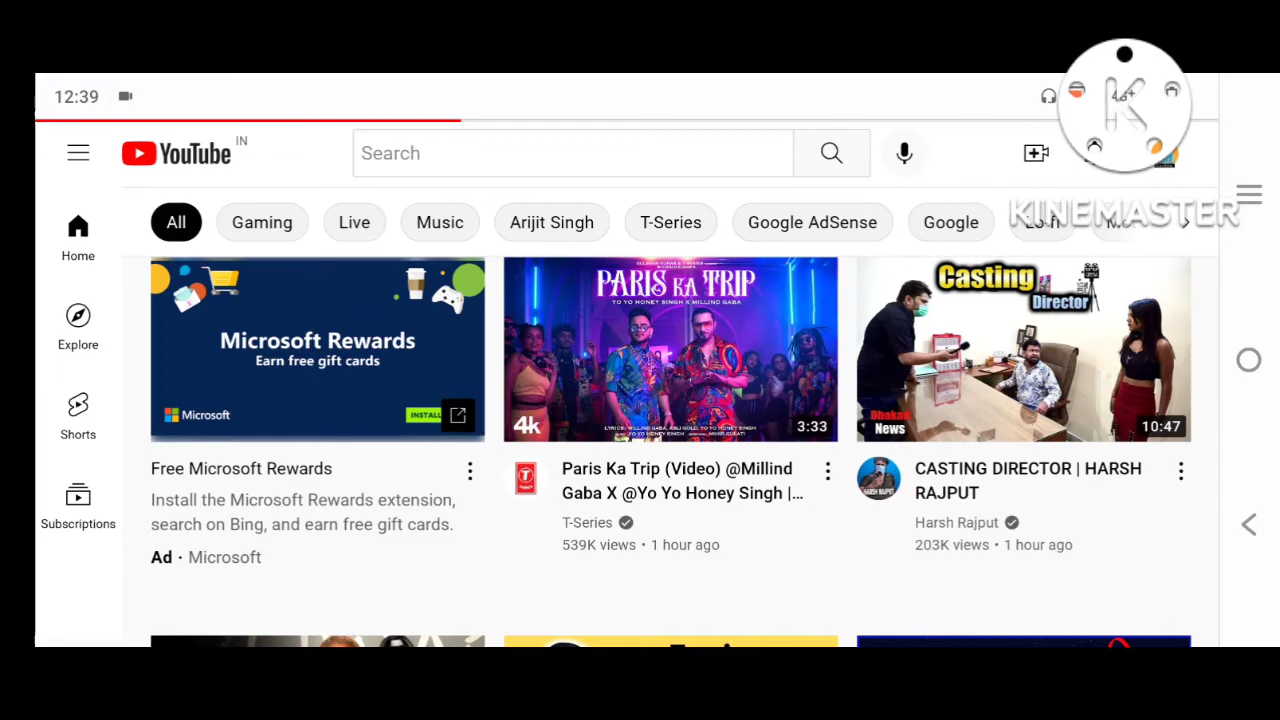 12:39
YouTube IN
Search
All Gaming Live Music Arijit Singh T-Series Google AdSense Google
KINEMASTER
Home
Explore
Shorts
Subscriptions
Microsoft Rewards
Earn free gift cards
Microsoft
INSTALL
PARIS KA TRIP
YO YO HONEY SINGH X MILLIND GABA
4k
3:33
Casting
Director
Dhakad
News
10:47
Free Microsoft Rewards
Install the Microsoft Rewards extension,
search on Bing, and earn free gift cards.
Ad · Microsoft
Paris Ka Trip (Video) @Millind
Gaba X @Yo Yo Honey Singh |...
T-Series
539K views • 1 hour ago
CASTING DIRECTOR | HARSH
RAJPUT
Harsh Rajput
203K views • 1 hour ago